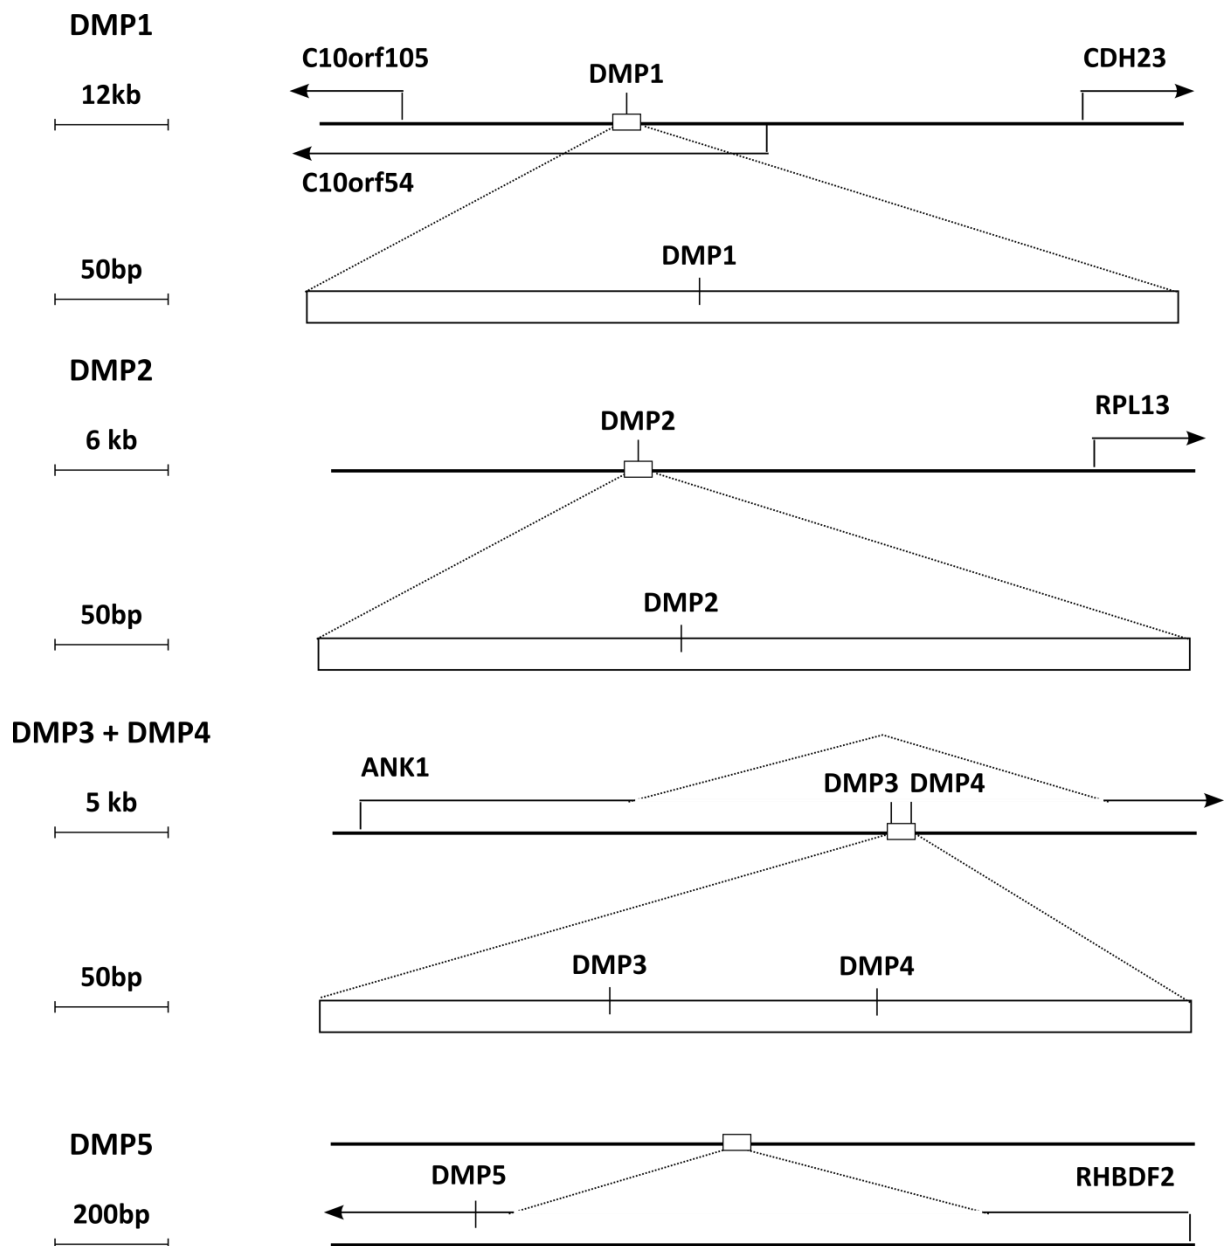 DMP1
C10orf105
DMP1
CDH23
12kb
C10orf54
50bp
DMP1
DMP2
RPL13
DMP2
6 kb
50bp
DMP2
DMP3 + DMP4
ANK1
DMP3 DMP4
5 kb
50bp
DMP3
DMP4
DMP5
DMP5
RHBDF2
200bp